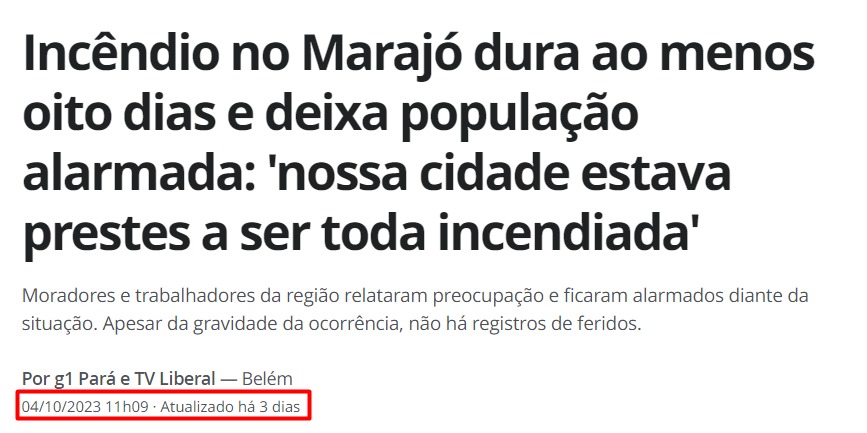 Incêndio no Marajó dura ao menos
oito dias e deixa população
alarmada: 'nossa cidade estava
prestes a ser toda incendiada'
Moradores e trabalhadores da região relataram preocupação e ficaram alarmados diante da
situação. Apesar da gravidade da ocorrência, não há registros de feridos.
Por g1 Pará e TV Liberal — Belém
04/10/2023 11h09 · Atualizado há 3 dias